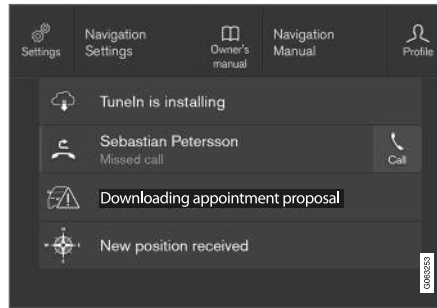 Settings
Navigation
Settings
Owner's
manual
Navigation
Manual
Profile
TuneIn is installing
Sebastian Petersson
Missed call
Call
Downloading appointment proposal
New position received
G063253